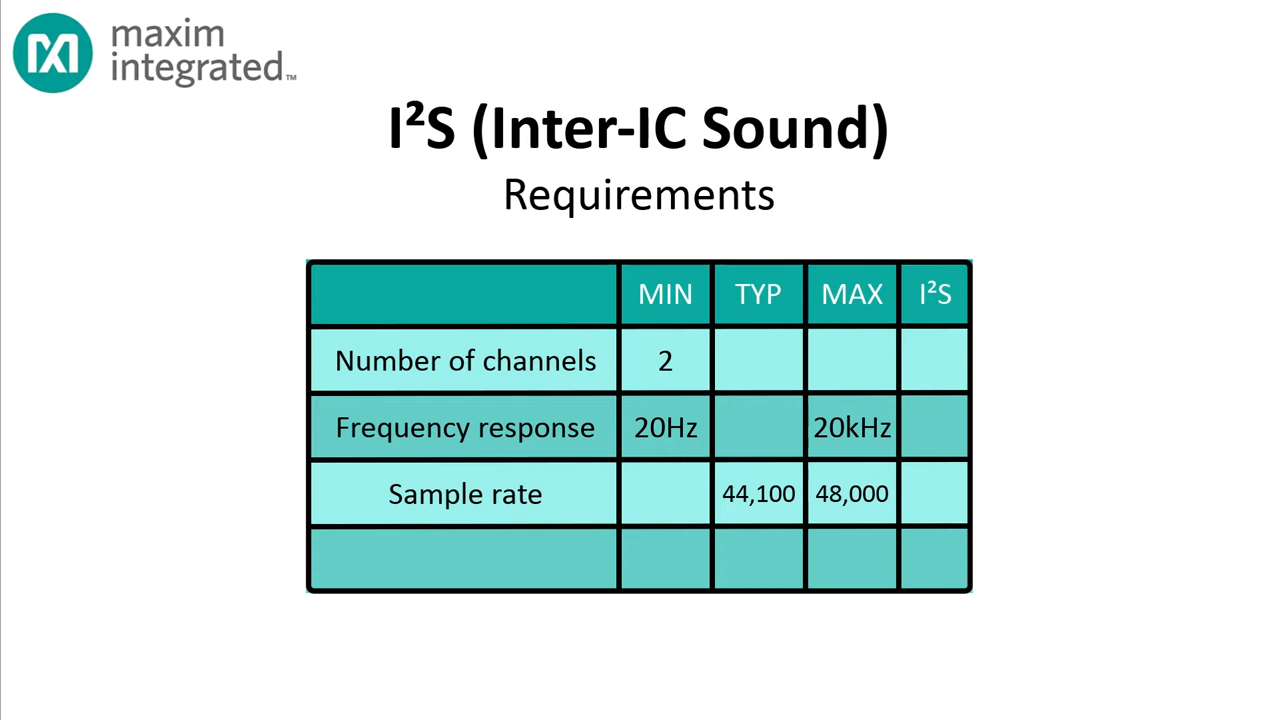 maxim
integrated™
I²S (Inter-IC Sound)
Requirements
MIN TYP MAX I²S
Number of channels 2
Frequency response 20Hz 20kHz
Sample rate 44,100 48,000